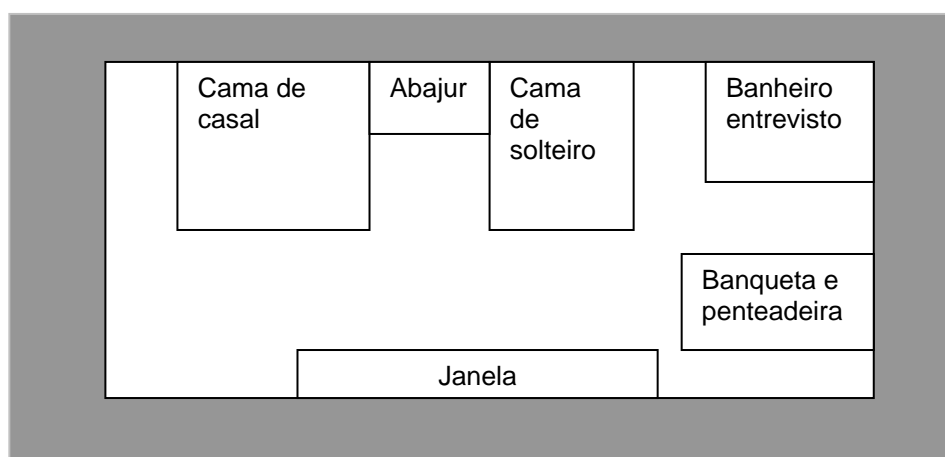 Cama de
casal
Abajur
Cama
de
solteiro
Banheiro
entrevisto
Banqueta e
penteadeira
Janela